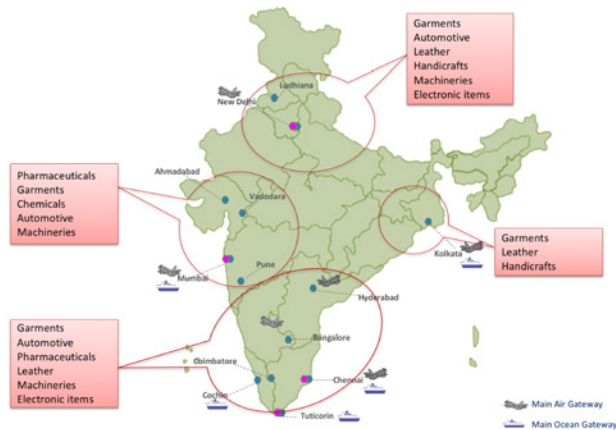 Garments
Automotive
Leather
Handicrafts
Machineries
Electronic items
Ludhiana
New Delhi
Pharmaceuticals
Garments
Chemicals
Automotive
Machineries
Ahmadabad
Vadodara
Kolkata
Garments
Leather
Handicrafts
Mumbai
Pune
Hyderabad
Bangalore
Garments
Automotive
Pharmaceuticals
Leather
Machineries
Electronic items
Coimbatore
Chennai
Cochin
Tuticorin
Main Air Gateway
Main Ocean Gateway